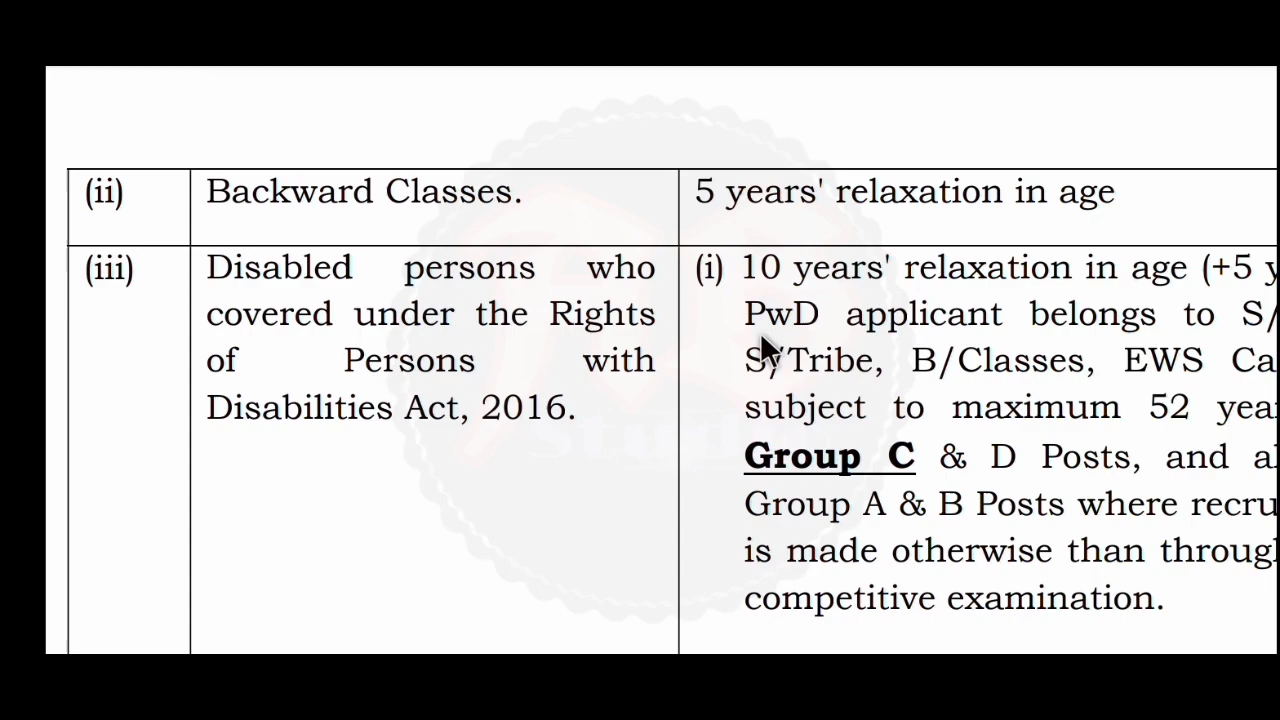 (ii) Backward Classes. 5 years' relaxation in age
(iii) Disabled persons who (i) 10 years' relaxation in age (+5
covered under the Rights PwD applicant belongs to
of Persons with S/Tribe, B/Classes, EWS
Disabilities Act, 2016. subject to maximum 52
Group C & D Posts, and
Group A & B Posts where
is made otherwise than
competitive examination.